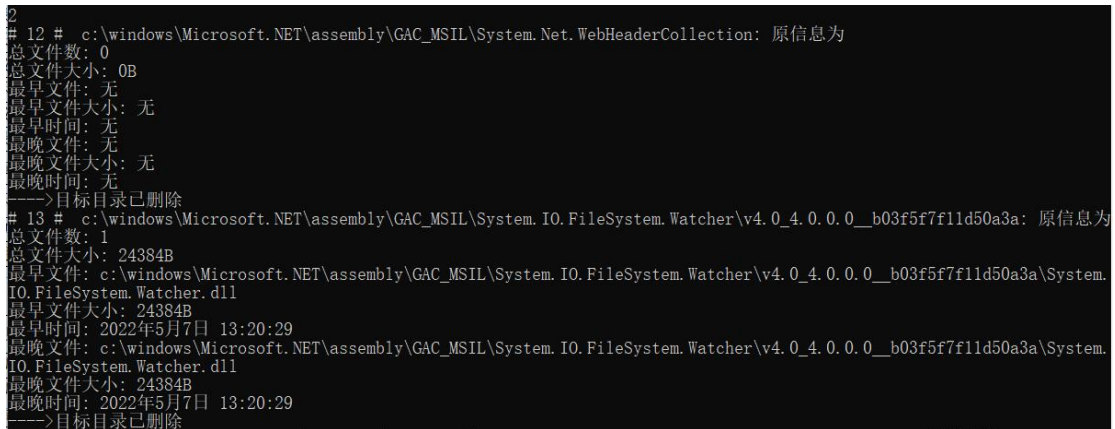 2
# 12 #  c:\windows\Microsoft.NET\assembly\GAC_MSIL\System.Net.WebHeaderCollection: 原信息为
总文件数: 0
总文件大小: 0B
最早文件: 无
最早文件大小: 无
最早时间: 无
最晚文件: 无
最晚文件大小: 无
最晚时间: 无
---->目标目录已删除
# 13 #  c:\windows\Microsoft.NET\assembly\GAC_MSIL\System.IO.FileSystem.Watcher\v4.0_4.0.0.0__b03f5f7f11d50a3a: 原信息为
总文件数: 1
总文件大小: 24384B
最早文件: c:\windows\Microsoft.NET\assembly\GAC_MSIL\System.IO.FileSystem.Watcher\v4.0_4.0.0.0__b03f5f7f11d50a3a\System.
IO.FileSystem.Watcher.dll
最早文件大小: 24384B
最早时间: 2022年5月7日 13:20:29
最晚文件: c:\windows\Microsoft.NET\assembly\GAC_MSIL\System.IO.FileSystem.Watcher\v4.0_4.0.0.0__b03f5f7f11d50a3a\System.
IO.FileSystem.Watcher.dll
最晚文件大小: 24384B
最晚时间: 2022年5月7日 13:20:29
---->目标目录已删除